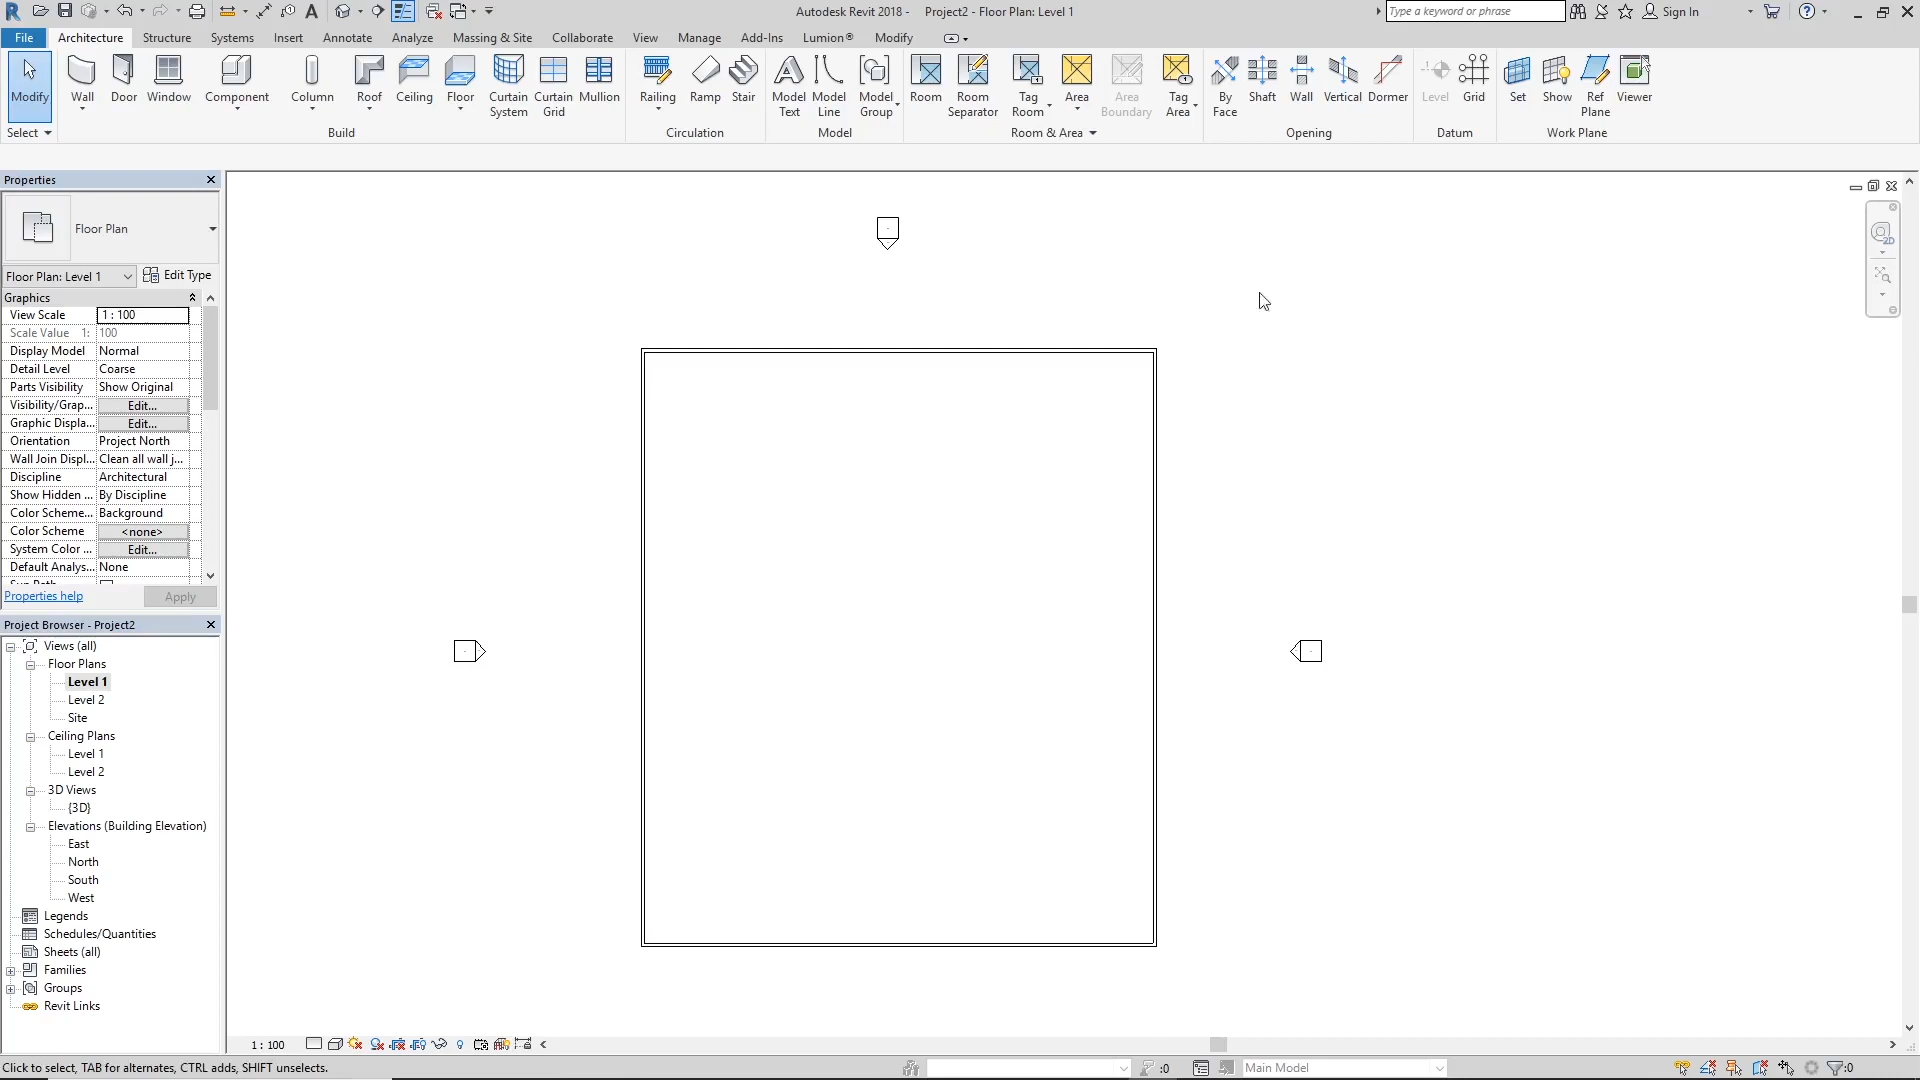 Autodesk Revit 2018 - Project2 - Floor Plan: Level 1
Type a keyword or phrase
Sign In
File Architecture Structure Systems Insert Annotate Analyze Massing & Site Collaborate View Manage Add-Ins Lumion® Modify
Modify
Select
Wall
Door
Window
Component
Column
Roof
Ceiling
Floor
Curtain System
Curtain Grid
Mullion
Build
Railing
Ramp
Stair
Circulation
Model Text
Model Line
Model Group
Model
Room
Room Separator
Tag Room
Area
Area Boundary
Tag Area
Room & Area
By Face
Shaft
Wall
Vertical
Dormer
Opening
Level
Grid
Datum
Set
Show
Ref Plane
Viewer
Work Plane
2D
Properties
Floor Plan
Floor Plan: Level 1
Edit Type
Graphics
View Scale 1 : 100
Scale Value 1: 100
Display Model Normal
Detail Level Coarse
Parts Visibility Show Original
Visibility/Grap... Edit...
Graphic Displa... Edit...
Orientation Project North
Wall Join Displ... Clean all wall j...
Discipline Architectural
Show Hidden ... By Discipline
Color Scheme... Background
Color Scheme <none>
System Color ... Edit...
Default Analys... None
Properties help
Apply
Project Browser - Project2
Views (all)
Floor Plans
Level 1
Level 2
Site
Ceiling Plans
Level 1
Level 2
3D Views
{3D}
Elevations (Building Elevation)
East
North
South
West
Legends
Schedules/Quantities
Sheets (all)
Families
Groups
Revit Links
1 : 100
Click to select, TAB for alternates, CTRL adds, SHIFT unselects.
:0
Main Model
:0